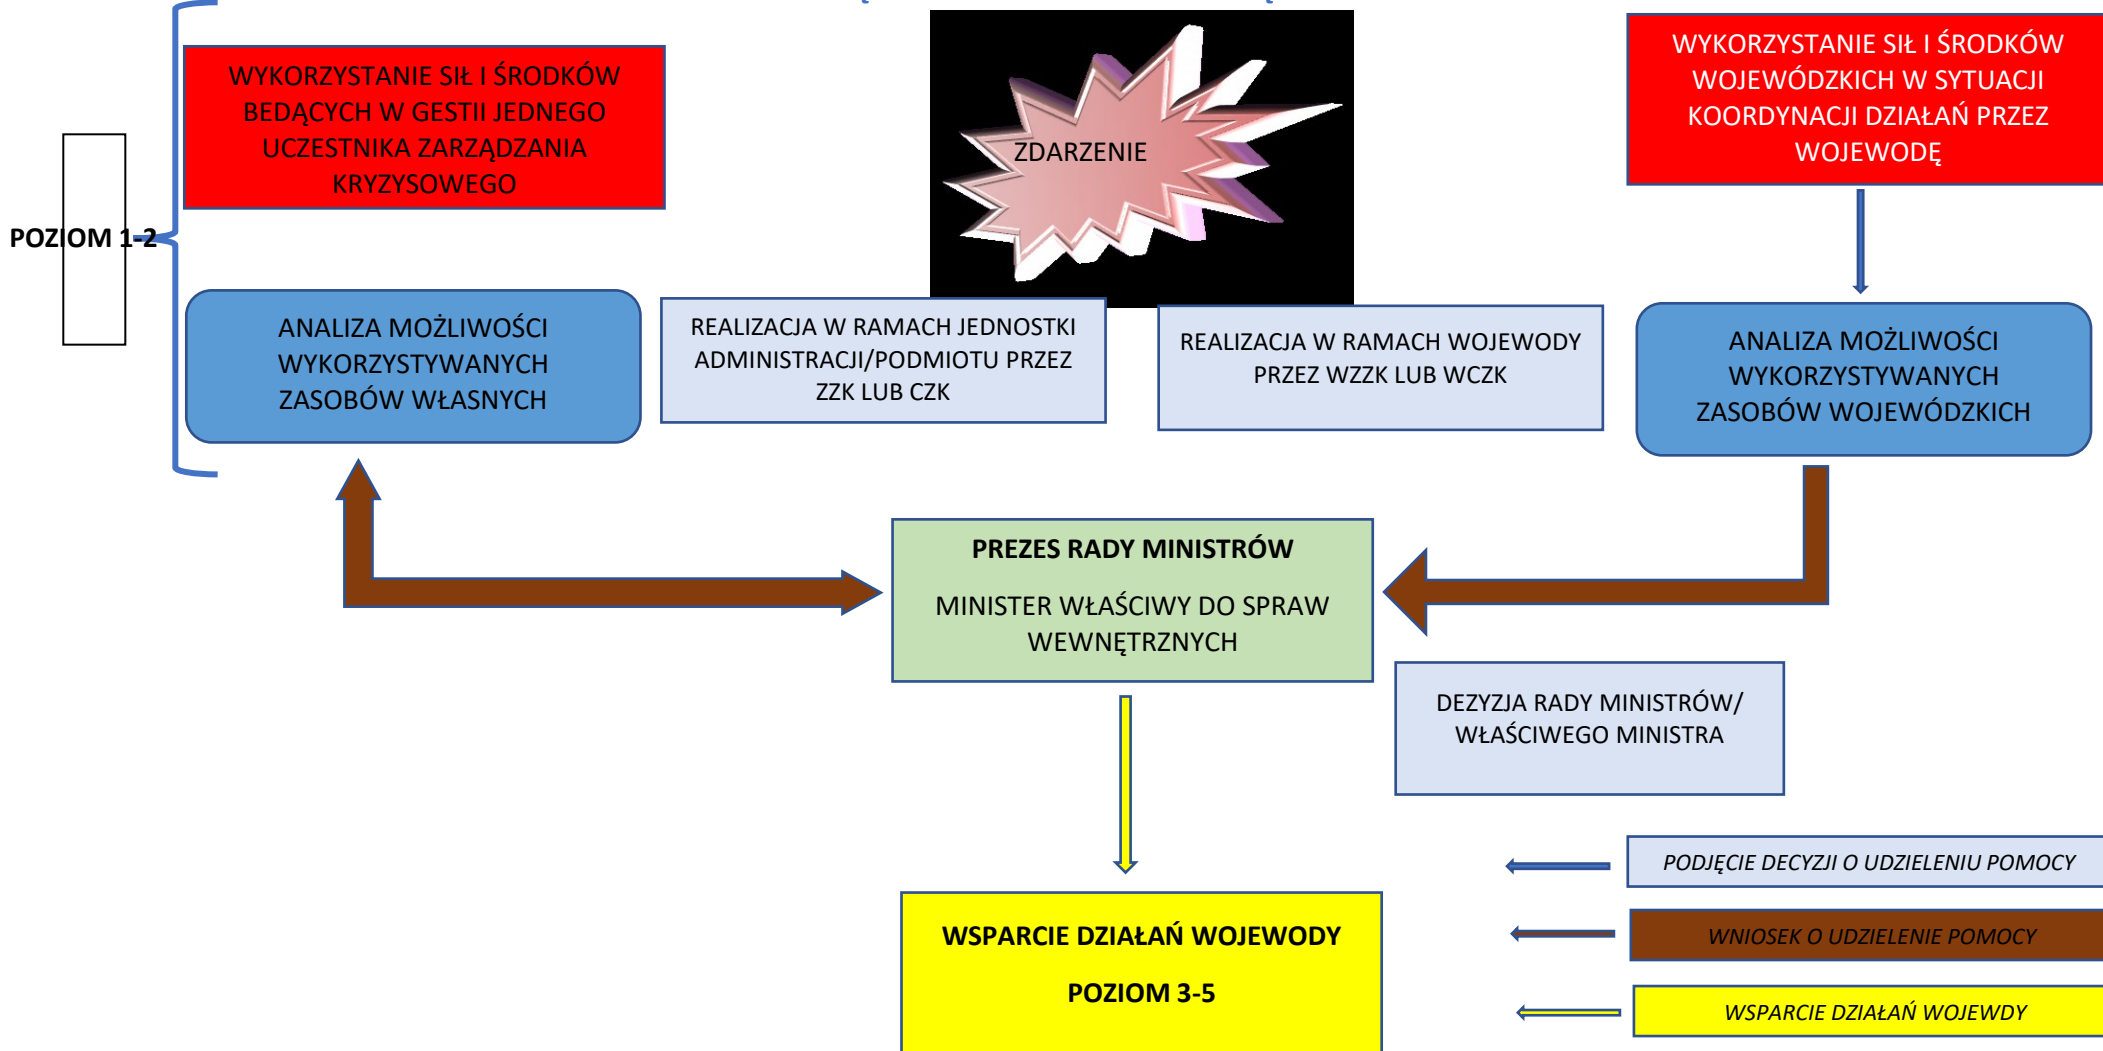 WYKORZYSTANIE SIŁ I ŚRODKÓW
BEDĄCYCH W GESTII JEDNEGO
UCZESTNIKA ZARZĄDZANIA
KRYZYSOWEGO
ZDARZENIE
WYKORZYSTANIE SIŁ I ŚRODKÓW
WOJEWÓDZKICH W SYTUACJI
KOORDYNACJI DZIAŁAŃ PRZEZ
WOJEWODĘ
POZIOM 1-2
ANALIZA MOŻLIWOŚCI
WYKORZYSTYWANYCH
ZASOBÓW WŁASNYCH
REALIZACJA W RAMACH JEDNOSTKI
ADMINISTRACJI/PODMIOTU PRZEZ
ZZK LUB CZK
REALIZACJA W RAMACH WOJEWODY
PRZEZ WZZK LUB WCZK
ANALIZA MOŻLIWOŚCI
WYKORZYSTYWANYCH
ZASOBÓW WOJEWÓDZKICH
PREZES RADY MINISTRÓW
MINISTER WŁAŚCIWY DO SPRAW
WEWNĘTRZNYCH
DEZYZJA RADY MINISTRÓW/
WŁAŚCIWEGO MINISTRA
WSPARCIE DZIAŁAŃ WOJEWODY
POZIOM 3-5
PODJĘCIE DECYZJI O UDZIELENIU POMOCY
WNIOSEK O UDZIELENIE POMOCY
WSPARCIE DZIAŁAŃ WOJEWDY